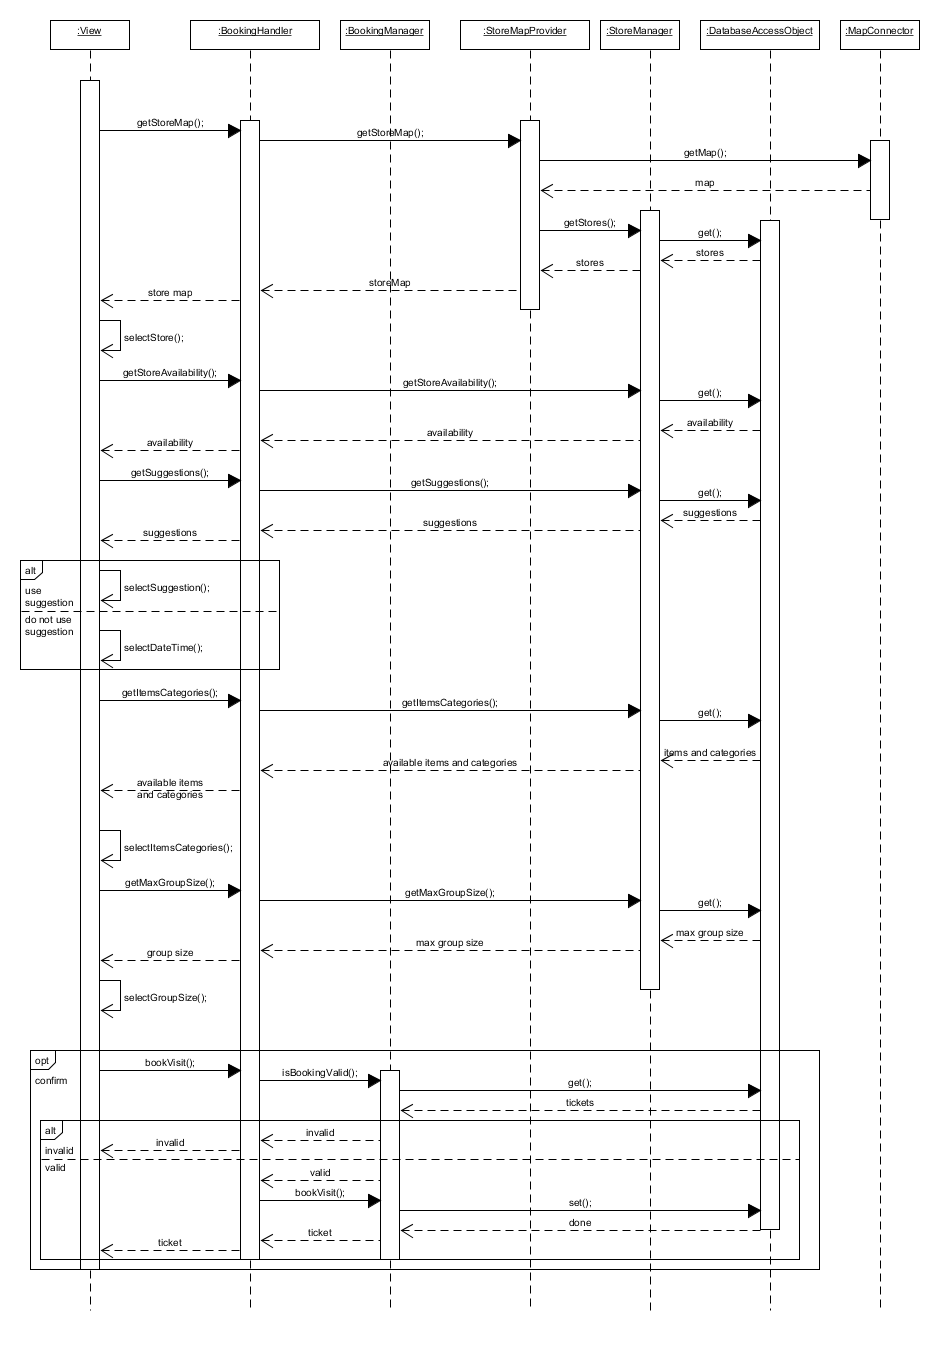 :View
:BookingHandler
:BookingManager
:StoreMapProvider
:StoreManager
:DatabaseAccessObject
:MapConnector
getStoreMap();
getStoreMap();
getMap();
map
getStores();
get();
stores
stores
storeMap
store map
selectStore();
getStoreAvailability();
getStoreAvailability();
get();
availability
availability
availability
getSuggestions();
getSuggestions();
get();
suggestions
suggestions
suggestions
alt
use
suggestion
selectSuggestion();
do not use
suggestion
selectDateTime();
getItemsCategories();
getItemsCategories();
get();
items and categories
available items and categories
available items
and categories
selectItemsCategories();
getMaxGroupSize();
getMaxGroupSize();
get();
max group size
max group size
group size
selectGroupSize();
opt
confirm
bookVisit();
isBookingValid();
get();
tickets
alt
invalid
invalid
invalid
valid
valid
bookVisit();
set();
done
ticket
ticket